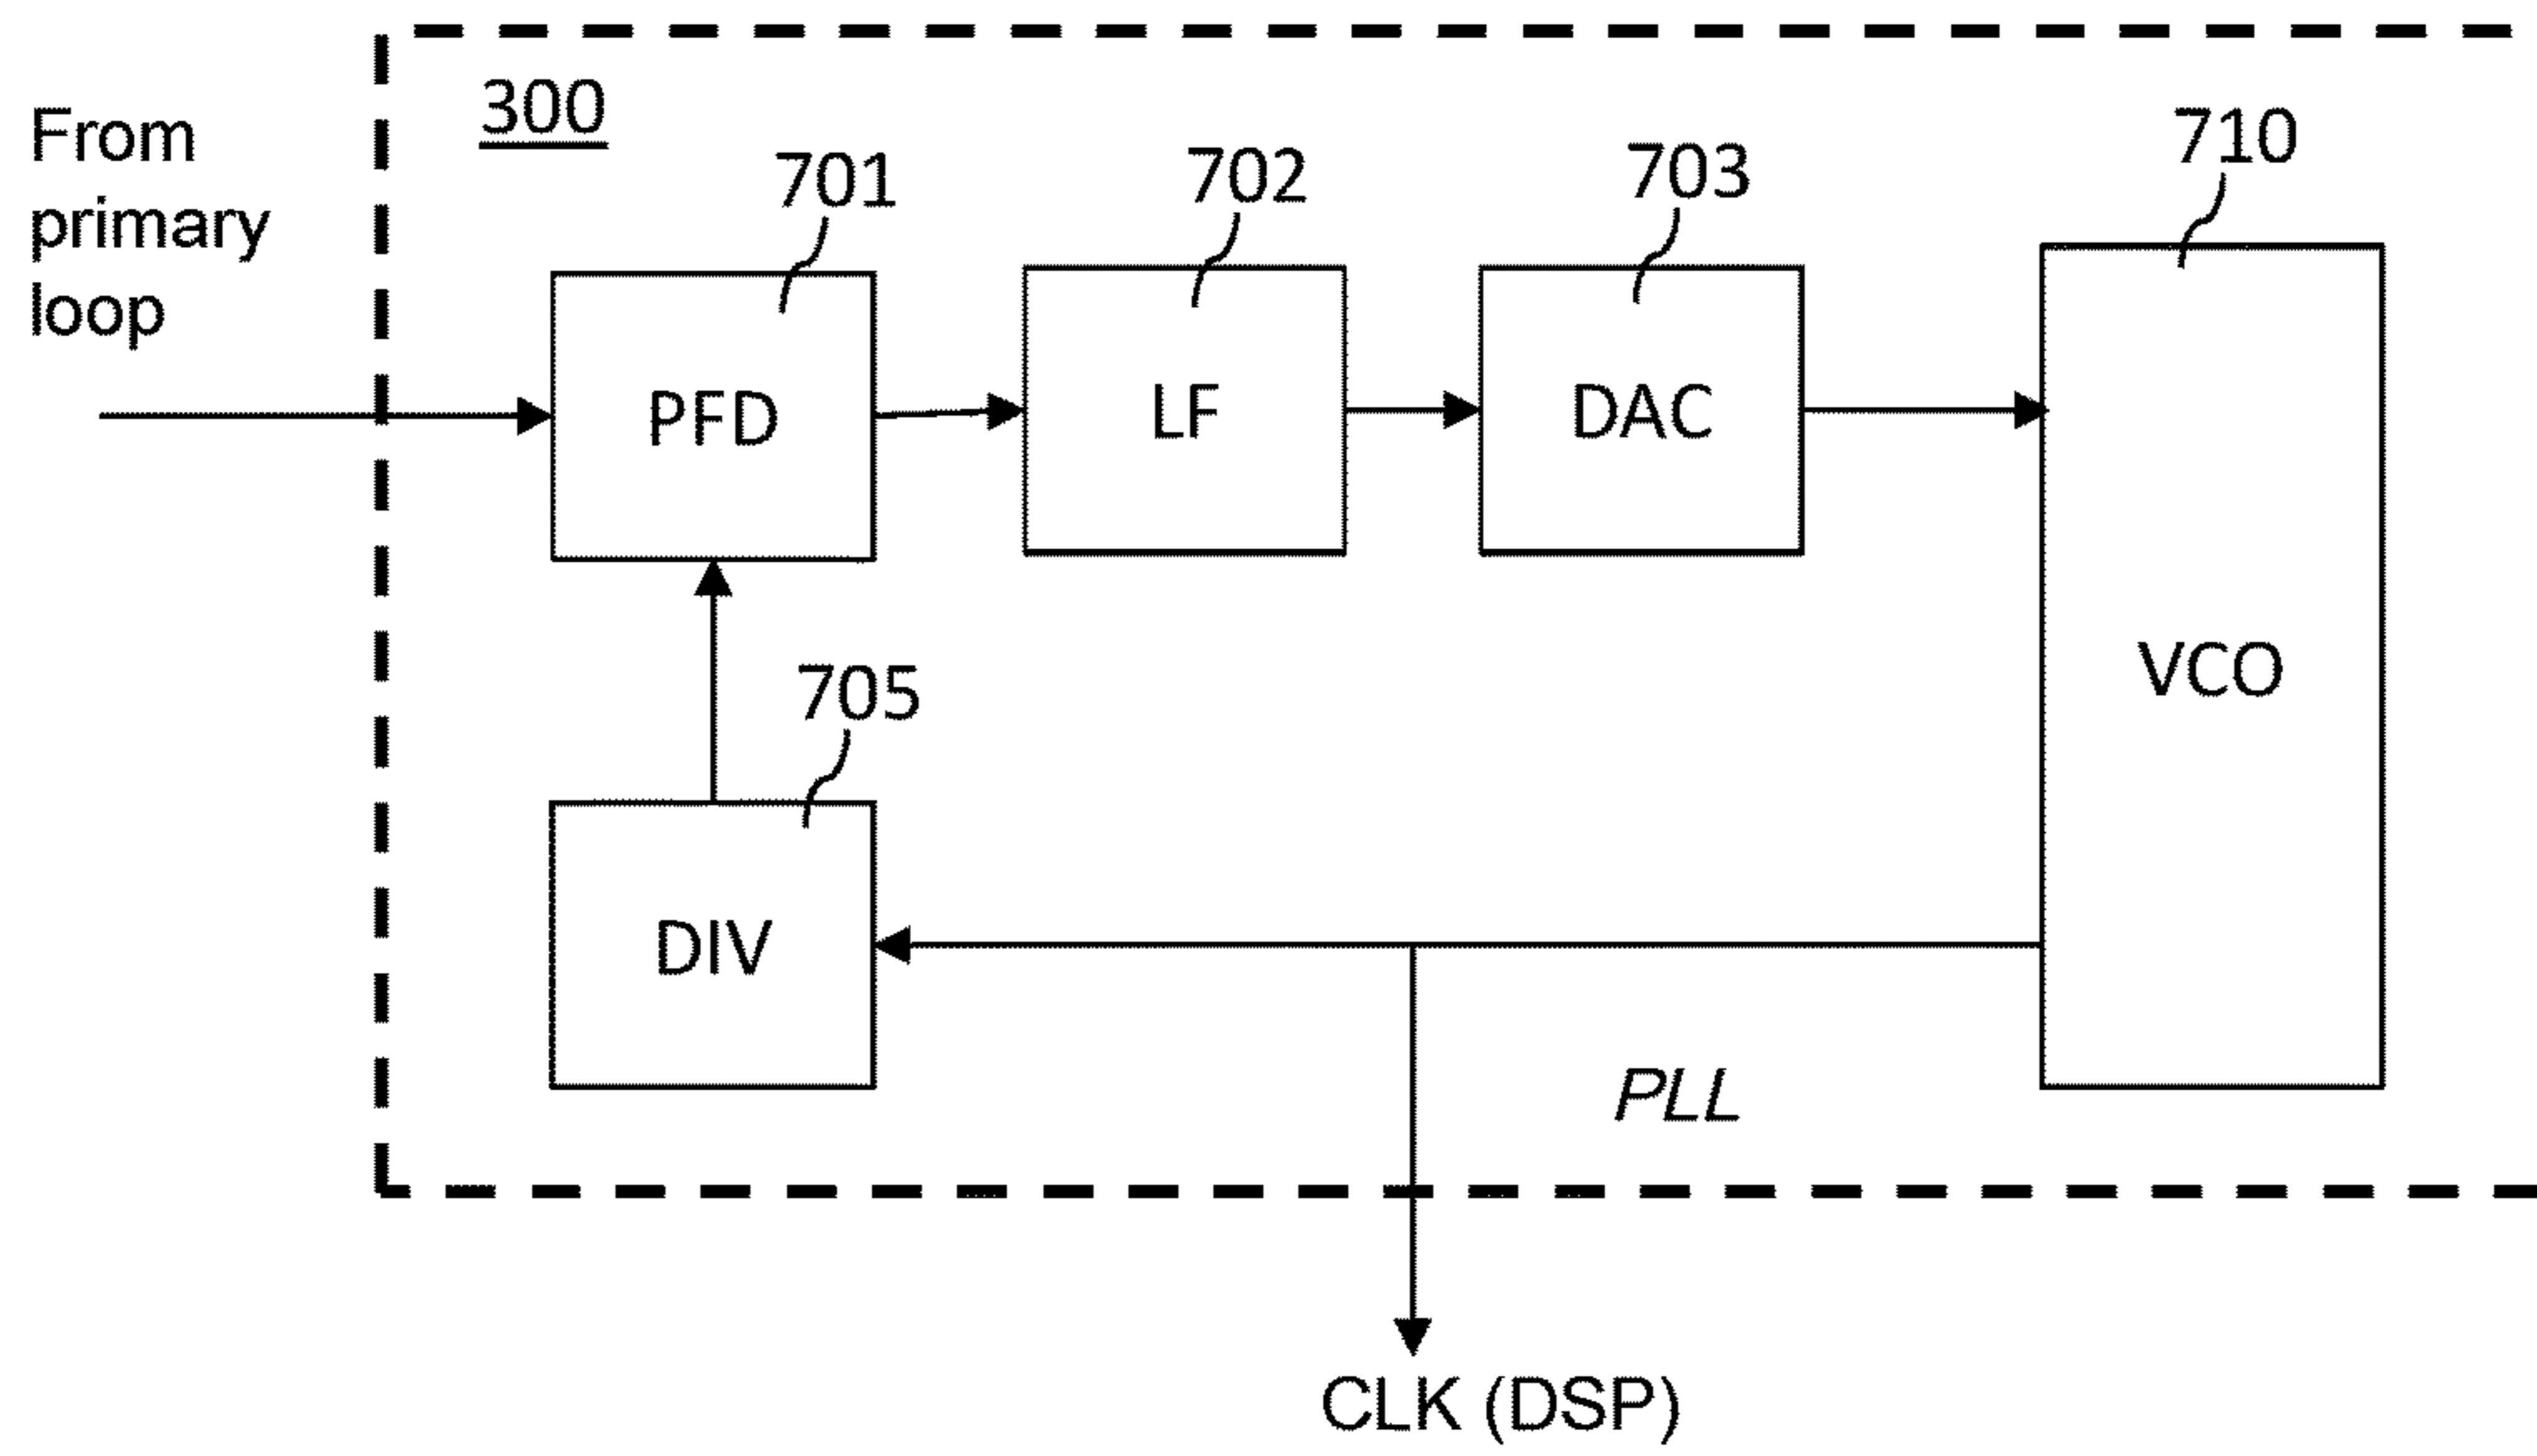 From
primary
loop
300
701
702
703
710
PFD
LF
DAC
VCO
705
DIV
PLL
CLK (DSP)